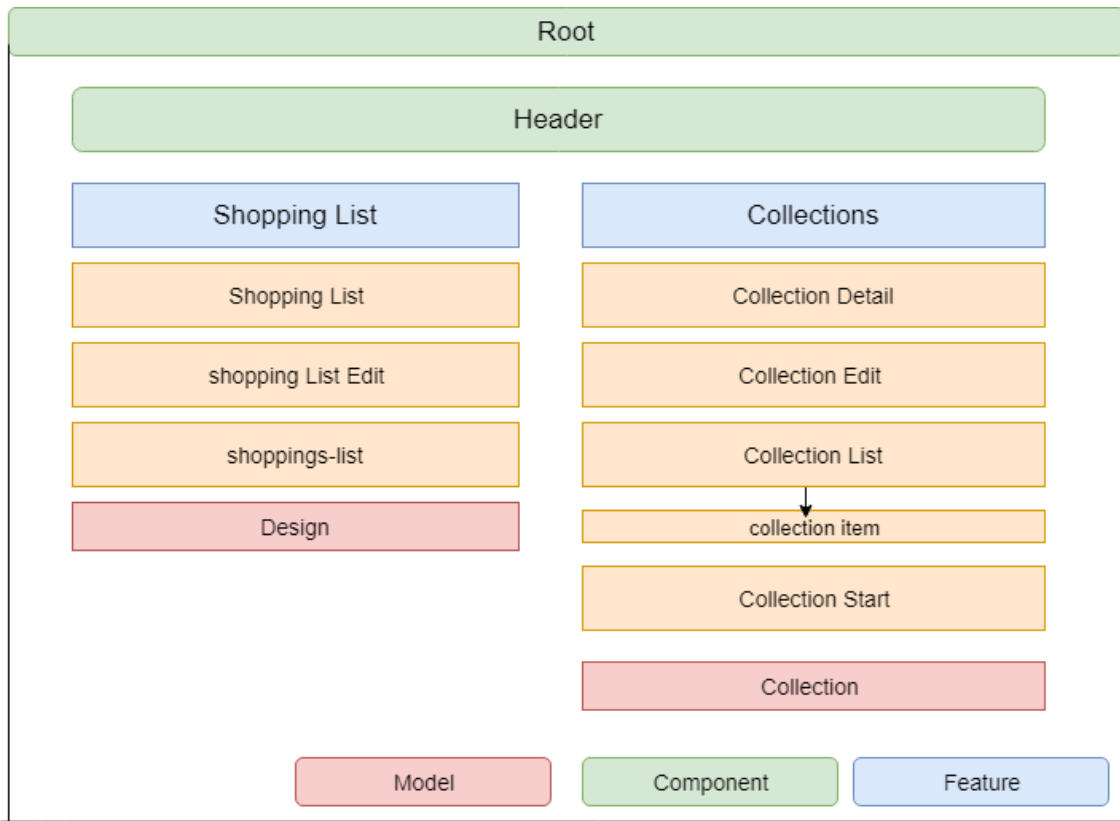 Root
Header
Shopping List
Collections
Shopping List
Collection Detail
shopping List Edit
Collection Edit
shoppings-list
Collection List
Design
collection item
Collection Start
Collection
Model
Component
Feature